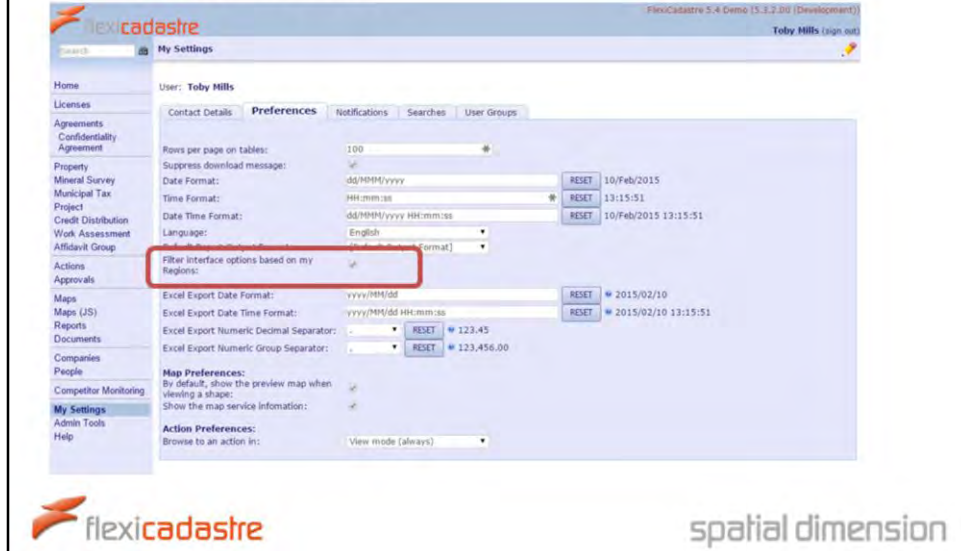 FlexiCadastre 5.4 Demo (5.3.2.00 (Development))
flexicadastre
Toby Mills (sign out)
Search
My Settings
Home
User: Toby Mills
Licenses
Contact Details Preferences Notifications Searches User Groups
Agreements
Confidentiality
Agreement
Rows per page on tables: 100
Property
Suppress download message:
Mineral Survey
Date Format: dd/MMM/yyyy RESET 10/Feb/2015
Municipal Tax
Time Format: HH:mm:ss RESET 13:15:51
Project
Credit Distribution
Date Time Format: dd/MMM/yyyy HH:mm:ss RESET 10/Feb/2015 13:15:51
Work Assessment
Language: English
Affidavit Group
Format]
Filter interface options based on my
Regions:
Actions
Approvals
Excel Export Date Format: yyyy/MM/dd RESET 2015/02/10
Maps
Maps (JS)
Excel Export Date Time Format: yyyy/MM/dd HH:mm:ss RESET 2015/02/10 13:15:51
Reports
Excel Export Numeric Decimal Separator: . RESET 123.45
Documents
Excel Export Numeric Group Separator: , RESET 123,456.00
Companies
People
Map Preferences:
By default, show the preview map when
viewing a shape:
Competitor Monitoring
Show the map service infomation:
My Settings
Admin Tools
Action Preferences:
Help
Browse to an action in: View mode (always)
flexicadastre
spatial dimension